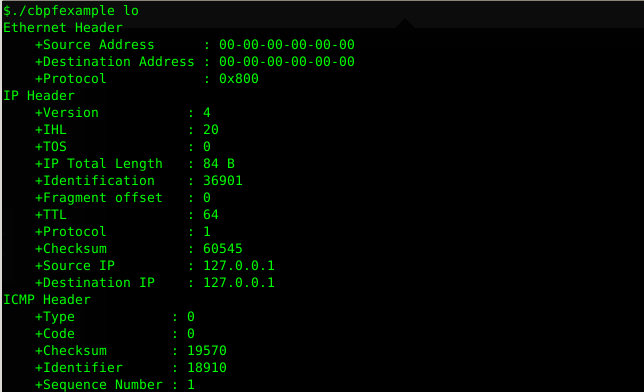 $./cbpfexample lo
Ethernet Header
    +Source Address      : 00-00-00-00-00-00
    +Destination Address : 00-00-00-00-00-00
    +Protocol            : 0x800
IP Header
    +Version           : 4
    +IHL               : 20
    +TOS               : 0
    +IP Total Length   : 84 B
    +Identification    : 36901
    +Fragment offset   : 0
    +TTL               : 64
    +Protocol          : 1
    +Checksum          : 60545
    +Source IP         : 127.0.0.1
    +Destination IP    : 127.0.0.1
ICMP Header
    +Type            : 0
    +Code            : 0
    +Checksum        : 19570
    +Identifier      : 18910
    +Sequence Number : 1